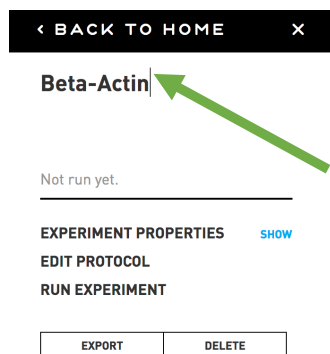 < BACK TO HOME ×
Beta-Actin
Not run yet.
EXPERIMENT PROPERTIES SHOW
EDIT PROTOCOL
RUN EXPERIMENT
EXPORT DELETE